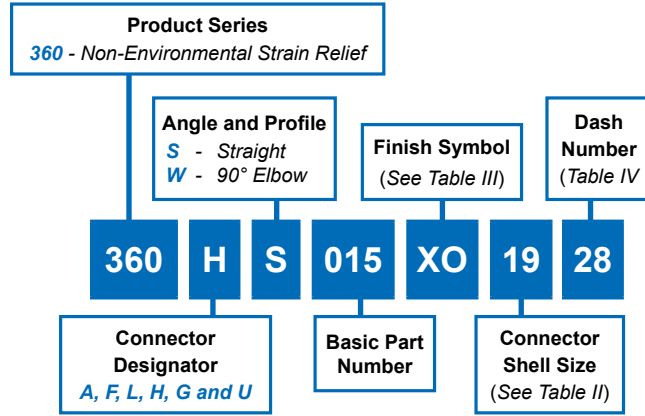 Product Series
360 - Non-Environmental Strain Relief
Angle and Profile
S - Straight
W - 90° Elbow
Finish Symbol
(See Table III)
Dash
Number
(Table IV
360 H S 015 XO 19 28
Connector
Designator
A, F, L, H, G and U
Basic Part
Number
Connector
Shell Size
(See Table II)